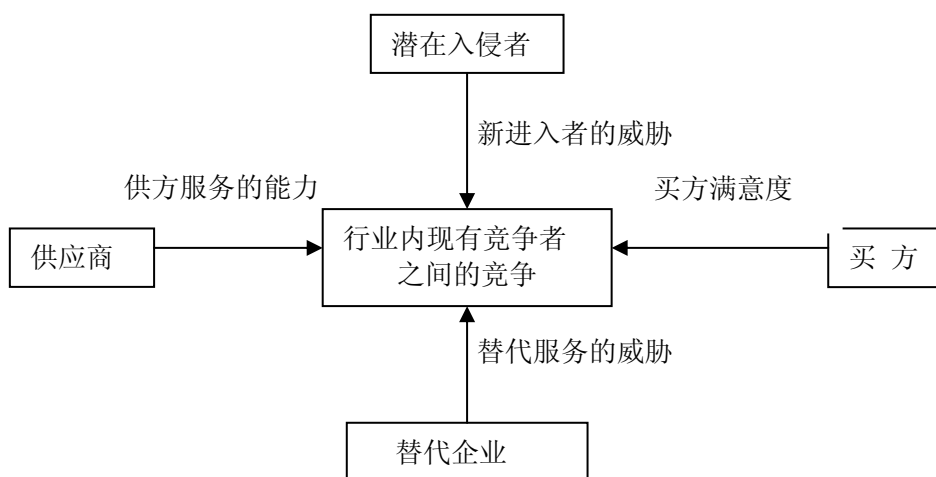 潜在入侵者
新进入者的威胁
供方服务的能力
买方满意度
供应商
行业内现有竞争者
之间的竞争
买 方
替代服务的威胁
替代企业